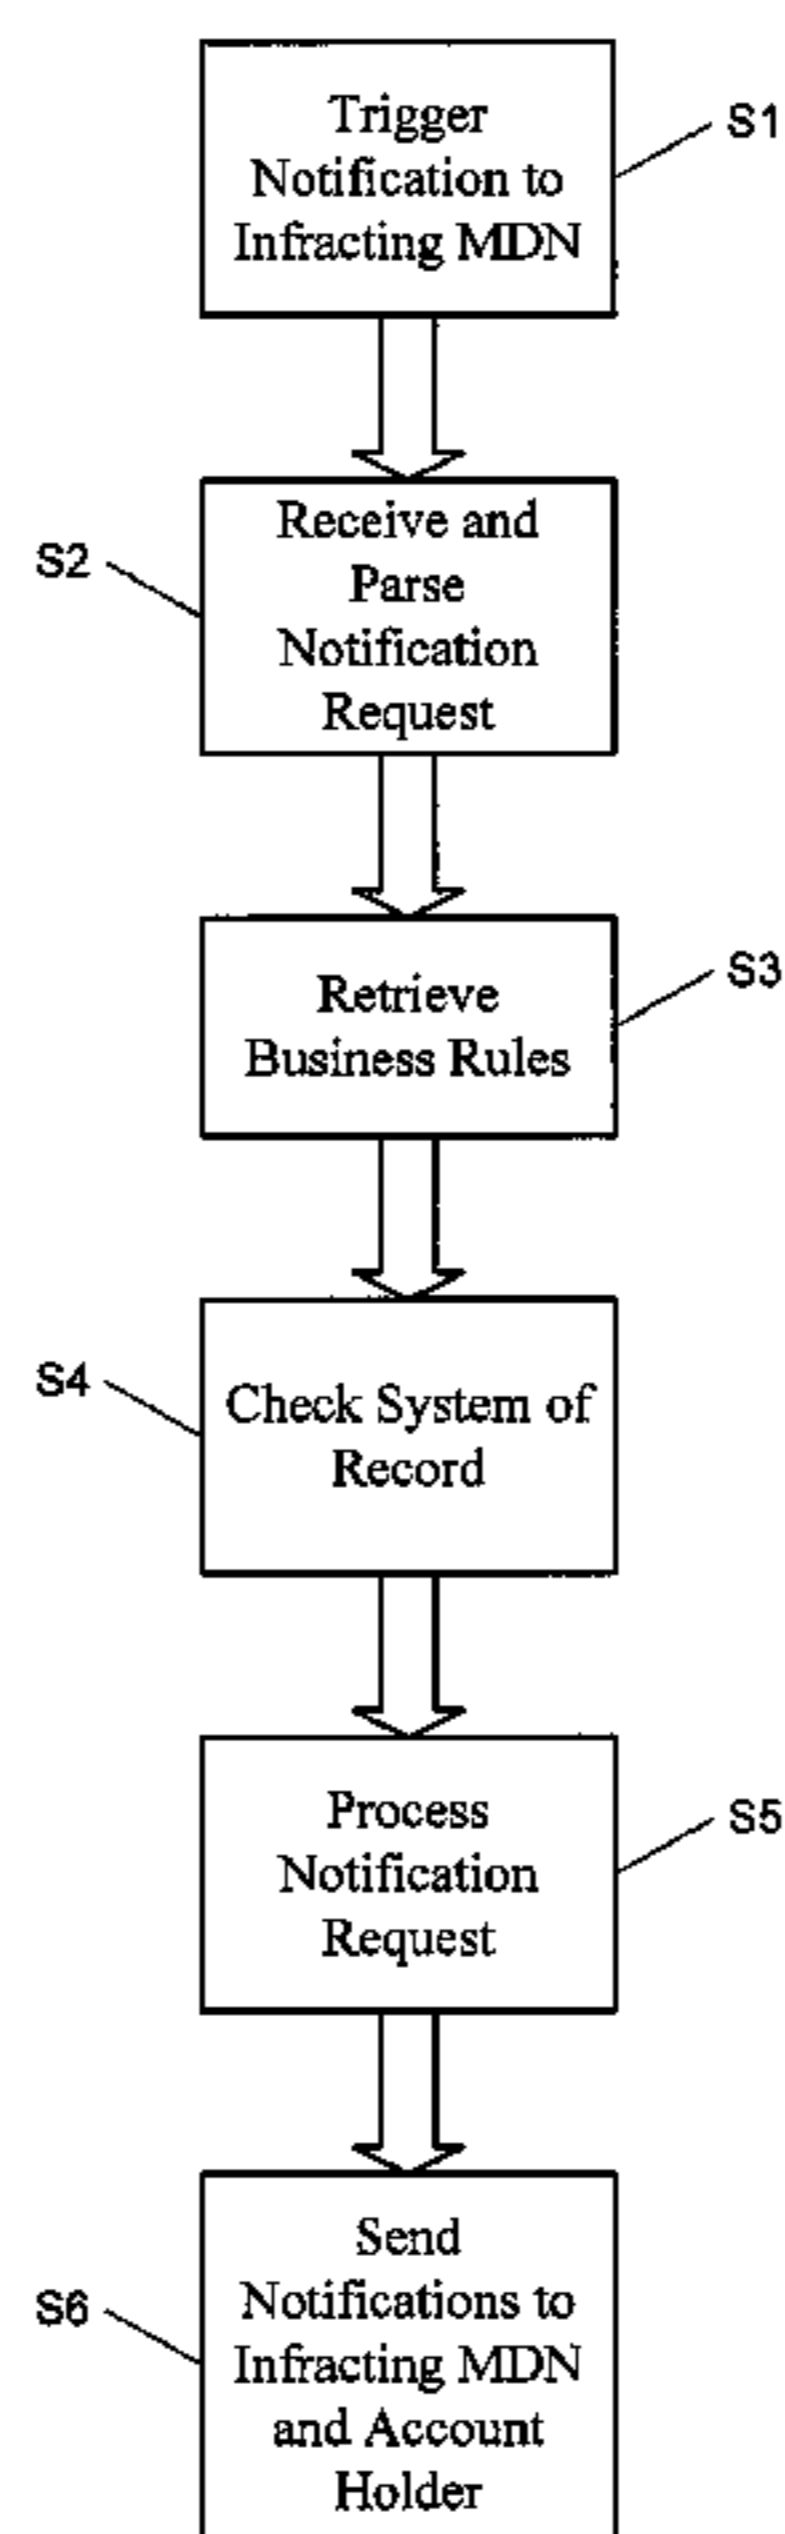 Trigger
Notification to
Infracting MDN
S1
Receive and
Parse
Notification
Request
S2
Retrieve
Business Rules
S3
Check System of
Record
S4
Process
Notification
Request
S5
Send
Notifications to
Infracting MDN
and Account
Holder
S6